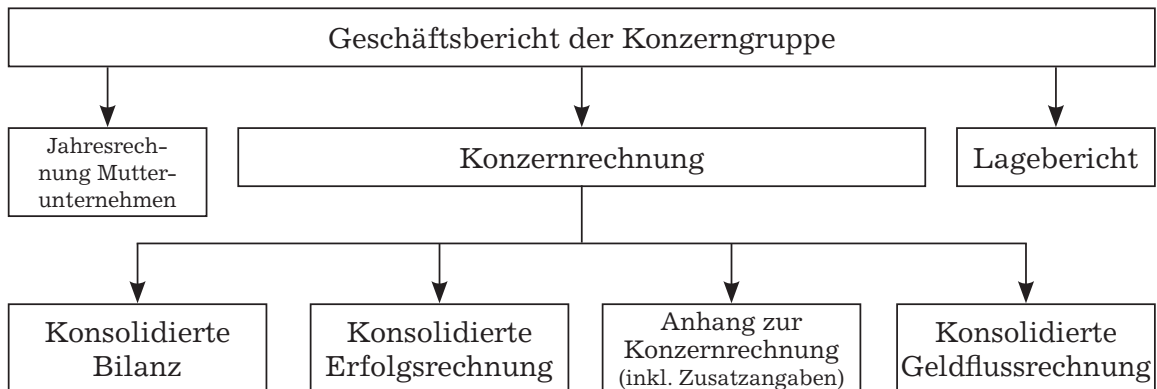 Geschäftsbericht der Konzerngruppe
Jahresrech-
nung Mutter-
unternehmen
Konzernrechnung
Lagebericht
Konsolidierte
Bilanz
Konsolidierte
Erfolgsrechnung
Anhang zur
Konzernrechnung
(inkl. Zusatzangaben)
Konsolidierte
Geldflussrechnung